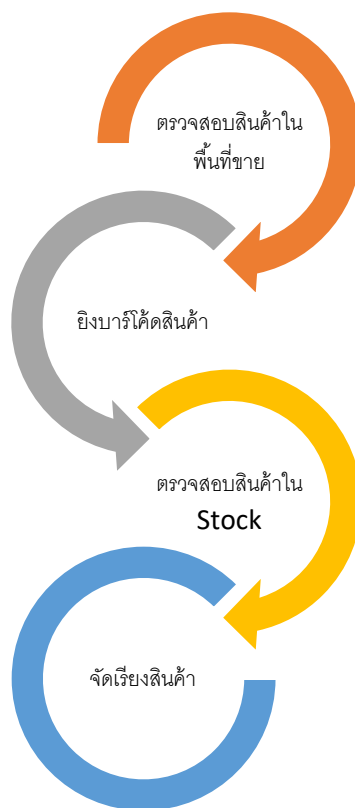 ตรวจสอบสินค้าใน
พื้นที่ขาย
ยิงบาร์โค้ดสินค้า
ตรวจสอบสินค้าใน
Stock
จัดเรียงสินค้า